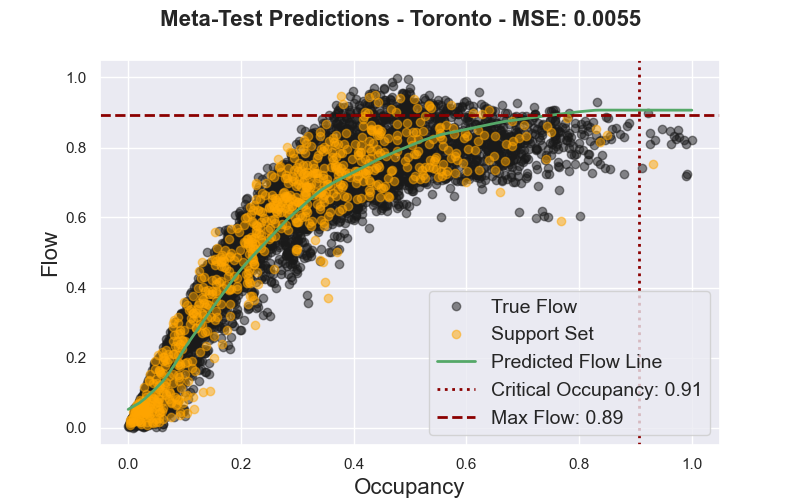 Meta-Test Predictions - Toronto - MSE: 0.0055
1.0
0.8
0.6
0.4
0.2
0.0
Flow
True Flow
Support Set
Predicted Flow Line
Critical Occupancy: 0.91
Max Flow: 0.89
0.0 0.2 0.4 0.6 0.8 1.0
Occupancy